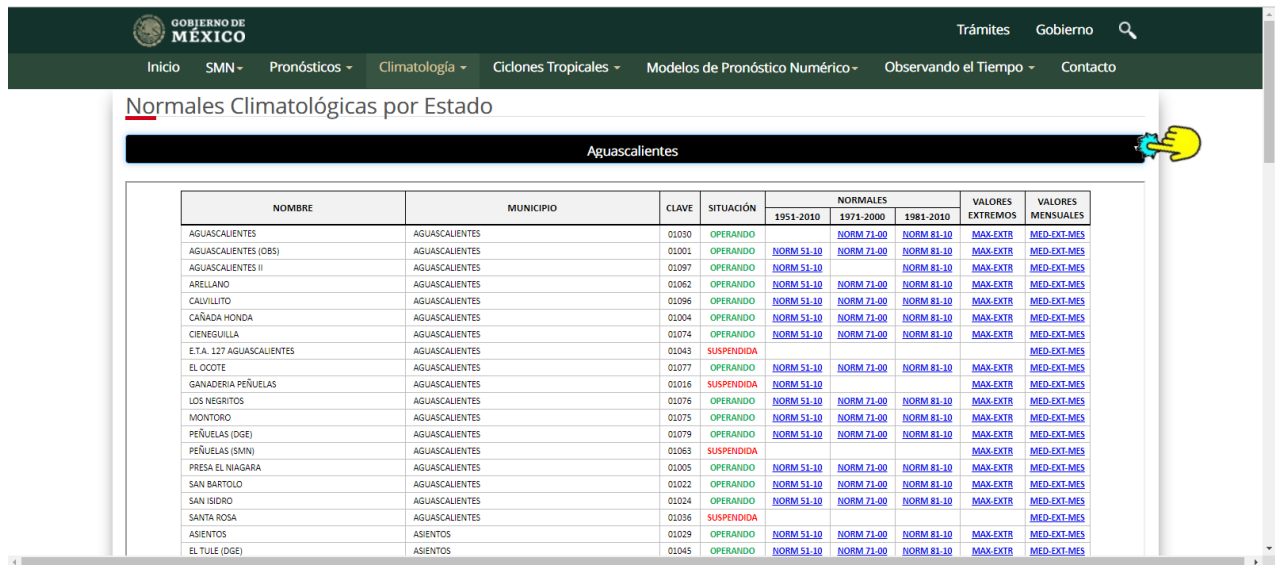 GOBIERNO DE
MÉXICO
Trámites Gobierno
Inicio SMN Pronósticos Climatología Ciclones Tropicales Modelos de Pronóstico Numérico Observando el Tiempo Contacto
Normales Climatológicas por Estado
Aguascalientes
NOMBRE MUNICIPIO CLAVE SITUACIÓN NORMALES VALORES EXTREMOS VALORES MENSUALES
1951-2010 1971-2000 1981-2010
AGUASCALIENTES AGUASCALIENTES 01030 OPERANDO NORM 71-00 NORM 81-10 MAX-EXTR MED-EXT-MES
AGUASCALIENTES (OBS) AGUASCALIENTES 01001 OPERANDO NORM 51-10 NORM 71-00 NORM 81-10 MAX-EXTR MED-EXT-MES
AGUASCALIENTES II AGUASCALIENTES 01097 OPERANDO NORM 51-10 NORM 81-10 MAX-EXTR MED-EXT-MES
ARELLANO AGUASCALIENTES 01062 OPERANDO NORM 51-10 NORM 71-00 NORM 81-10 MAX-EXTR MED-EXT-MES
CALVILLITO AGUASCALIENTES 01096 OPERANDO NORM 51-10 NORM 71-00 NORM 81-10 MAX-EXTR MED-EXT-MES
CAÑADA HONDA AGUASCALIENTES 01004 OPERANDO NORM 51-10 NORM 71-00 NORM 81-10 MAX-EXTR MED-EXT-MES
CIENEGUILLA AGUASCALIENTES 01074 OPERANDO NORM 51-10 NORM 71-00 NORM 81-10 MAX-EXTR MED-EXT-MES
E.T.A. 127 AGUASCALIENTES AGUASCALIENTES 01043 SUSPENDIDA MED-EXT-MES
EL OCOTE AGUASCALIENTES 01077 OPERANDO NORM 51-10 NORM 71-00 NORM 81-10 MAX-EXTR MED-EXT-MES
GANADERIA PEÑUELAS AGUASCALIENTES 01016 SUSPENDIDA NORM 51-10 MAX-EXTR MED-EXT-MES
LOS NEGRITOS AGUASCALIENTES 01076 OPERANDO NORM 51-10 NORM 71-00 NORM 81-10 MAX-EXTR MED-EXT-MES
MONTORO AGUASCALIENTES 01075 OPERANDO NORM 51-10 NORM 71-00 NORM 81-10 MAX-EXTR MED-EXT-MES
PEÑUELAS (DGE) AGUASCALIENTES 01079 OPERANDO NORM 51-10 NORM 71-00 NORM 81-10 MAX-EXTR MED-EXT-MES
PEÑUELAS (SMN) AGUASCALIENTES 01063 SUSPENDIDA MAX-EXTR MED-EXT-MES
PRESA EL NIAGARA AGUASCALIENTES 01005 OPERANDO NORM 51-10 NORM 71-00 NORM 81-10 MAX-EXTR MED-EXT-MES
SAN BARTOLO AGUASCALIENTES 01022 OPERANDO NORM 51-10 NORM 71-00 NORM 81-10 MAX-EXTR MED-EXT-MES
SAN ISIDRO AGUASCALIENTES 01024 OPERANDO NORM 51-10 NORM 71-00 NORM 81-10 MAX-EXTR MED-EXT-MES
SANTA ROSA AGUASCALIENTES 01036 SUSPENDIDA MED-EXT-MES
ASIENTOS ASIENTOS 01029 OPERANDO NORM 51-10 NORM 71-00 NORM 81-10 MAX-EXTR MED-EXT-MES
EL TULE (DGE) ASIENTOS 01045 OPERANDO NORM 51-10 NORM 71-00 NORM 81-10 MAX-EXTR MED-EXT-MES